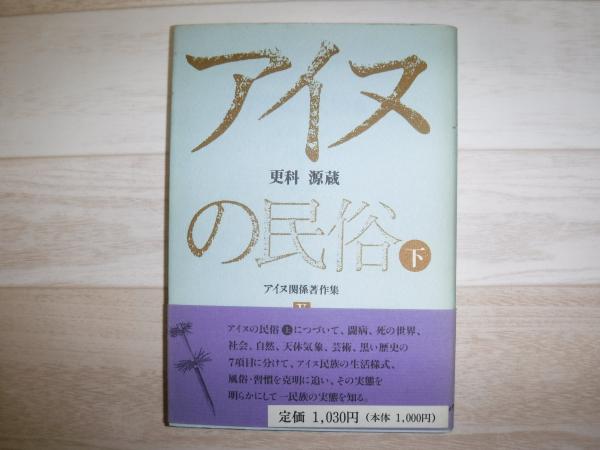 アイヌ
更科 源蔵
の民俗 下
アイヌ関係著作集
V
アイヌの民俗(上)につづいて、闘病、死の世界、
社会、自然、天体気象、芸術、黒い歴史の
7項目に分けて、アイヌ民族の生活様式、
風俗・習慣を克明に追い、その実態を
明らかにして一民族の実態を知る。
定価 1,030円(本体 1,000円)